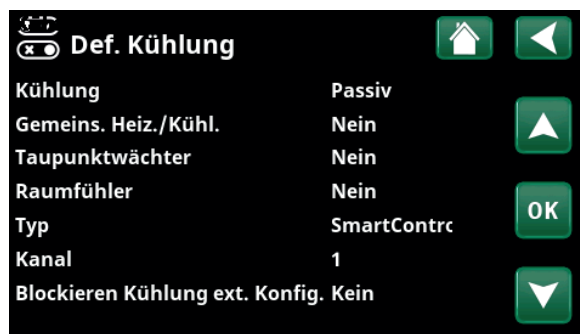 Def. Kühlung
Kühlung Passiv
Gemeins. Heiz./Kühl. Nein
Taupunktwächter Nein
Raumfühler Nein
Typ SmartContrc
Kanal 1
Blockieren Kühlung ext. Konfig. Kein
OK